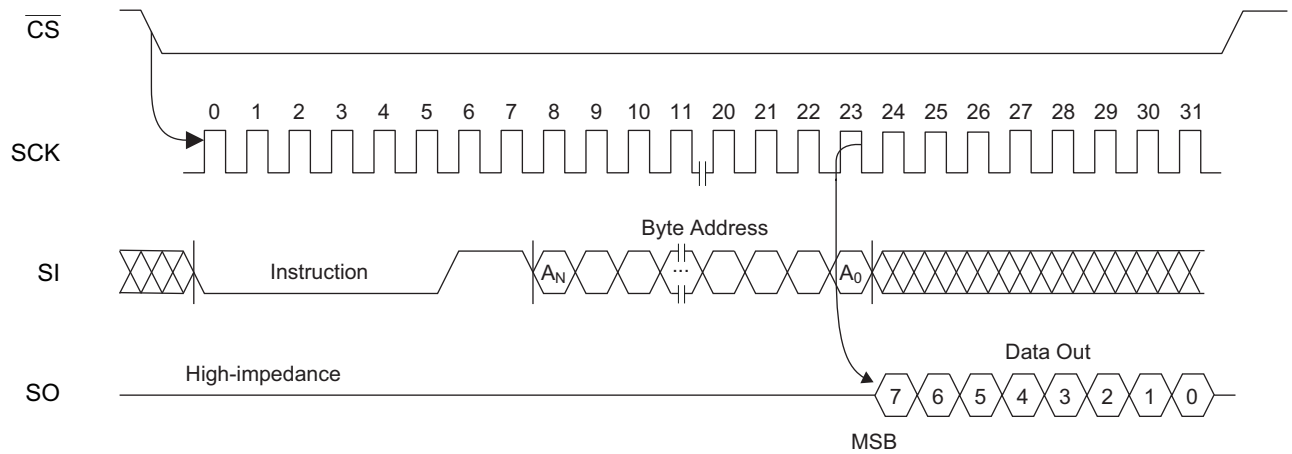 CS
0 1 2 3 4 5 6 7 8 9 10 11 20 21 22 23 24 25 26 27 28 29 30 31
SCK
Byte Address
SI Instruction A_N ... A_0
High-impedance Data Out
SO 7 6 5 4 3 2 1 0
MSB